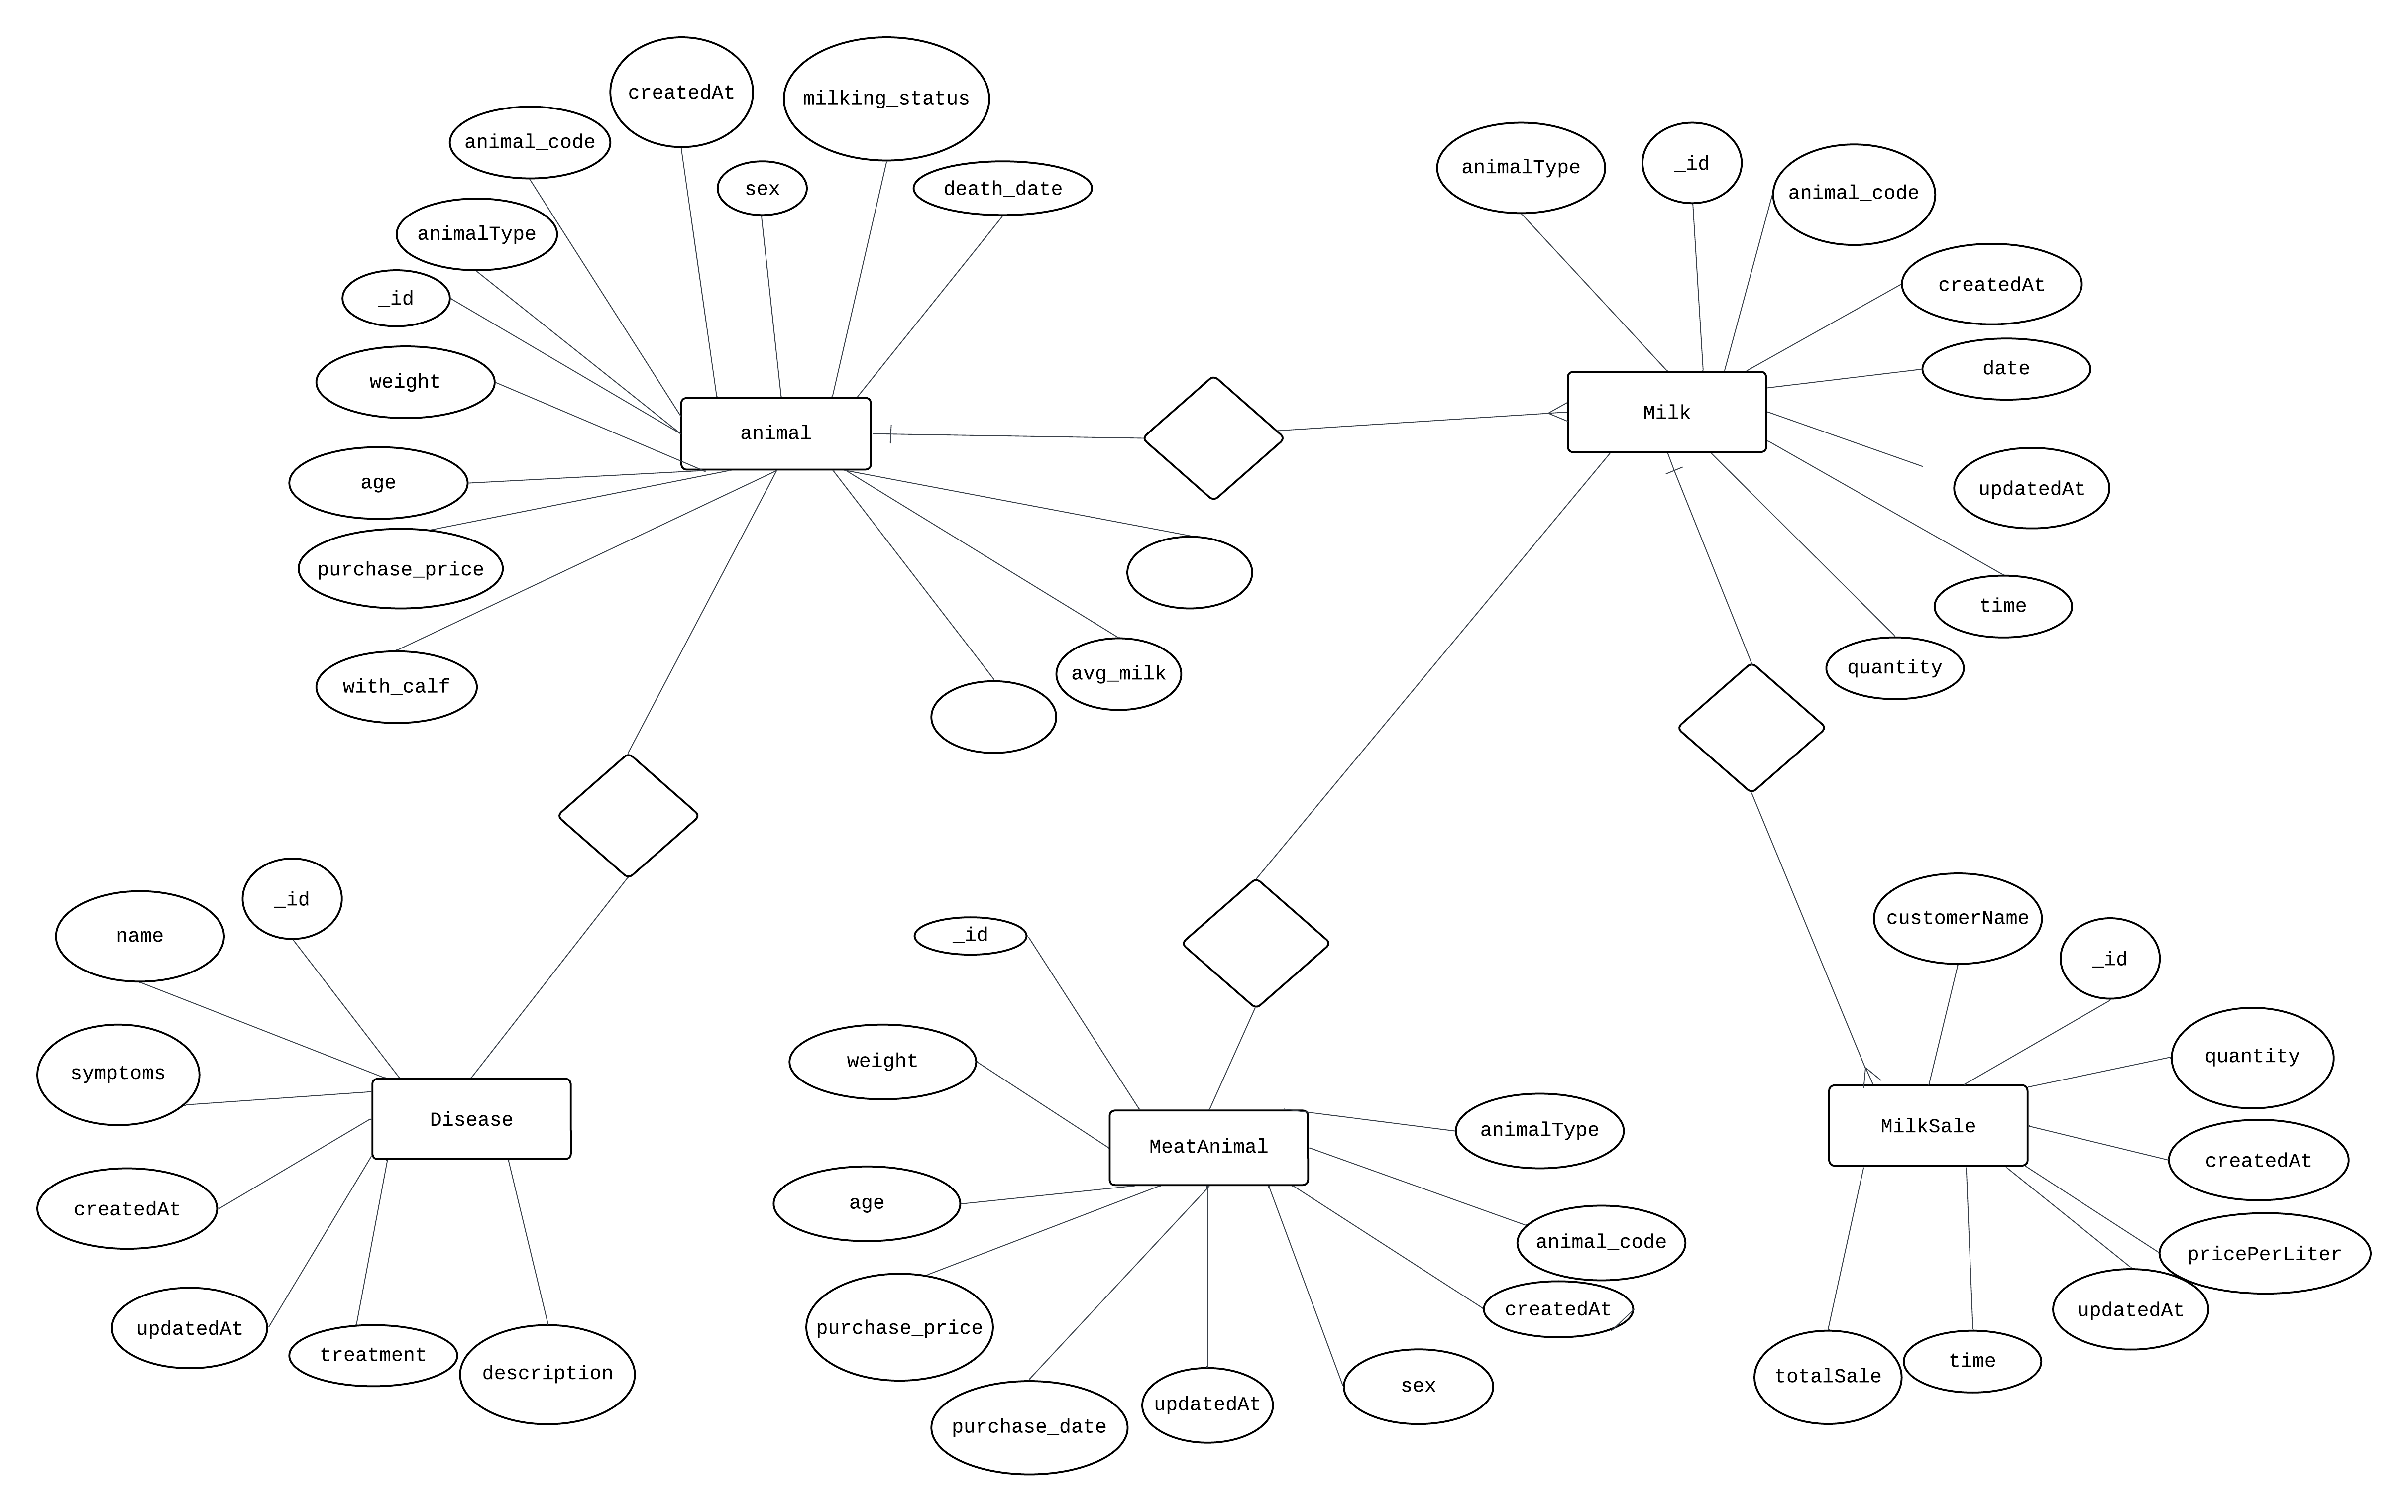 createdAt
milking_status
animal_code
sex
death_date
animalType
_id
weight
animal
age
purchase_price
with_calf
avg_milk
animalType
_id
animal_code
createdAt
date
Milk
updatedAt
time
quantity
_id
name
symptoms
Disease
createdAt
updatedAt
treatment
description
_id
weight
MeatAnimal
animalType
age
animal_code
createdAt
purchase_price
sex
updatedAt
purchase_date
customerName
_id
quantity
MilkSale
createdAt
pricePerLiter
updatedAt
time
totalSale